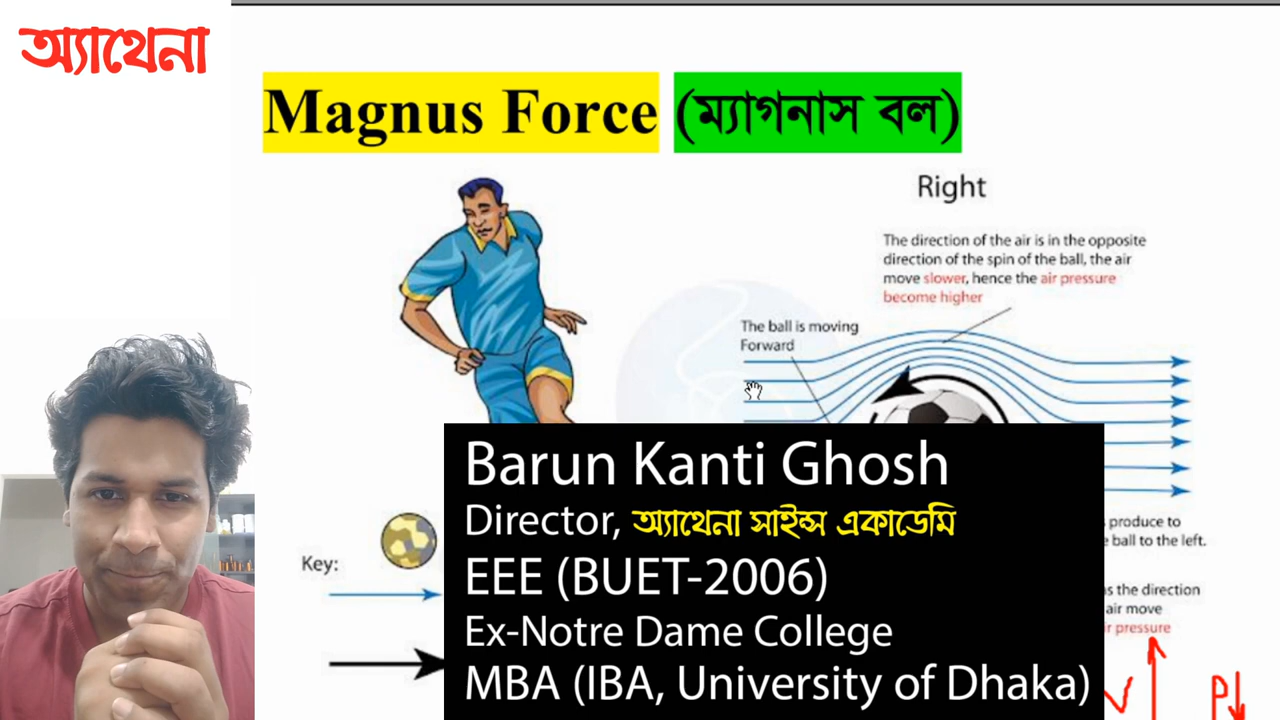 অ্যাথেনা
Magnus Force (ম্যাগনাস বল)
Right
The direction of the air is in the opposite
direction of the spin of the ball, the air
move slower, hence the air pressure
become higher
The ball is moving
Forward
Key:
produce to
ball to the left.
the direction
air move
pressure
Barun Kanti Ghosh
Director, অ্যাথেনা সাইন্স একাডেমি
EEE (BUET-2006)
Ex-Notre Dame College
MBA (IBA, University of Dhaka)
V
P